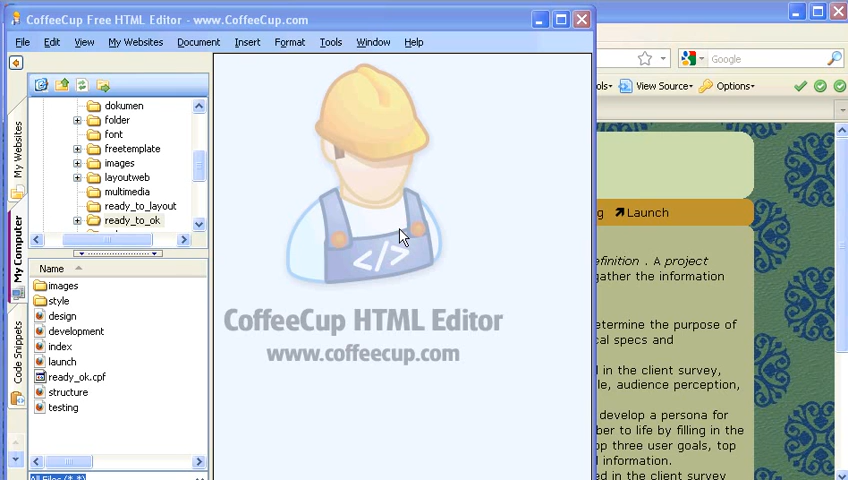 CoffeeCup Free HTML Editor - www.CoffeeCup.com
File Edit View My Websites Document Insert Format Tools Window Help
Google
View Source
Options
My Websites
My Computer
Code Snippets
dokumen
folder
font
freetemplate
images
layoutweb
multimedia
ready_to_layout
ready_to_ok
Name
images
style
design
development
index
launch
ready_ok.cpf
structure
testing
All Files (*.*)
</>
CoffeeCup HTML Editor
www.coffeecup.com
Launch
efinition . A project
gather the information
etermine the purpose of
cal specs and
d in the client survey,
le, audience perception,
develop a persona for
ber to life by filling in the
op three user goals, top
l information.
ed in the client survey